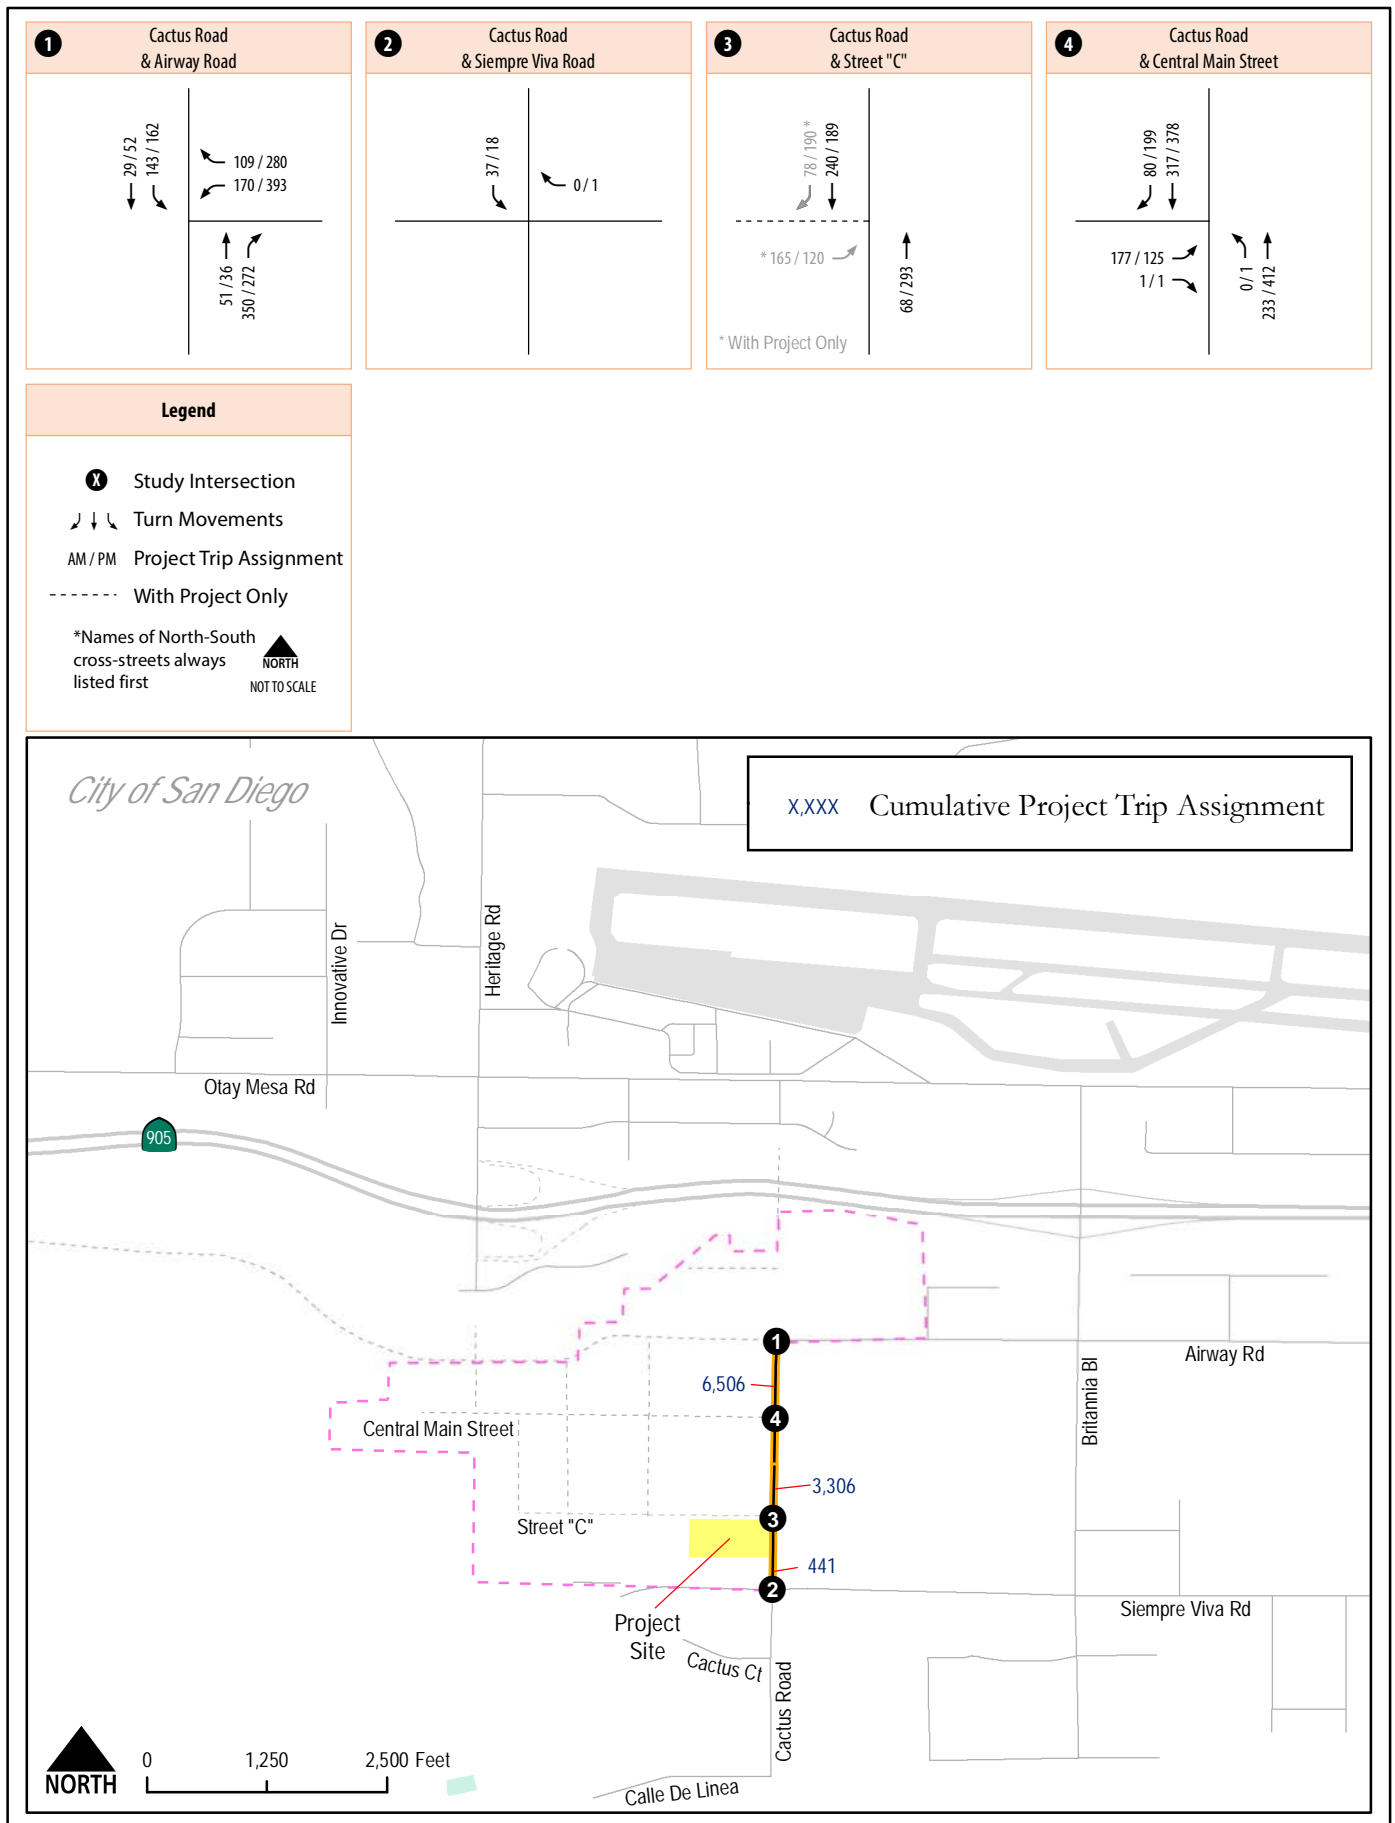 1
Cactus Road
& Airway Road
29 / 52
143 / 162
109 / 280
170 / 393
51 / 36
350 / 272
2
Cactus Road
& Siempre Viva Road
37 / 18
0 / 1
3
Cactus Road
& Street "C"
78 / 190 *
240 / 189
* 165 / 120
68 / 293
* With Project Only
4
Cactus Road
& Central Main Street
80 / 199
317 / 378
177 / 125
1 / 1
0 / 1
233 / 412
Legend
X Study Intersection
Turn Movements
AM / PM Project Trip Assignment
With Project Only
*Names of North-South
cross-streets always
listed first
NORTH
NOT TO SCALE
City of San Diego
X,XXX Cumulative Project Trip Assignment
Innovative Dr
Heritage Rd
Otay Mesa Rd
905
1
Airway Rd
6,506
Britannia Bl
4
Central Main Street
3,306
3
Street "C"
441
2
Siempre Viva Rd
Project
Site
Cactus Ct
Cactus Road
Calle De Linea
NORTH
0 1,250 2,500 Feet